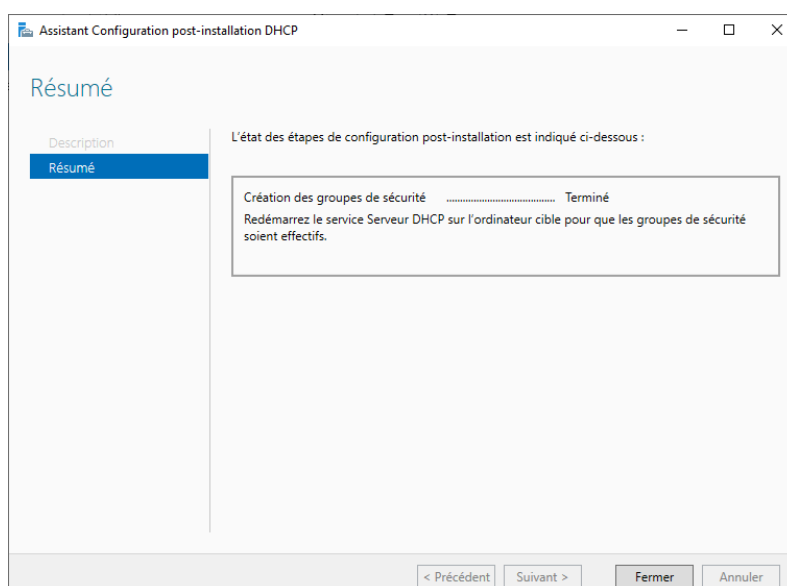 Assistant Configuration post-installation DHCP
Résumé
Description
Résumé
L'état des étapes de configuration post-installation est indiqué ci-dessous :
Création des groupes de sécurité ..................................... Terminé
Redémarrez le service Serveur DHCP sur l'ordinateur cible pour que les groupes de sécurité
soient effectifs.
< Précédent Suivant > Fermer Annuler